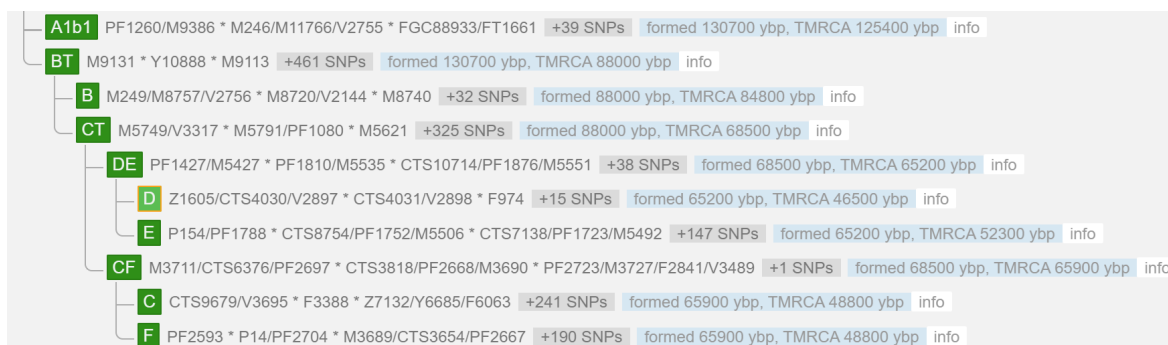 A1b1 PF1260/M9386 * M246/M11766/V2755 * FGC88933/FT1661 +39 SNPs formed 130700 ybp, TMRCA 125400 ybp info
BT M9131 * Y10888 * M9113 +461 SNPs formed 130700 ybp, TMRCA 88000 ybp info
B M249/M8757/V2756 * M8720/V2144 * M8740 +32 SNPs formed 88000 ybp, TMRCA 84800 ybp info
CT M5749/V3317 * M5791/PF1080 * M5621 +325 SNPs formed 88000 ybp, TMRCA 68500 ybp info
DE PF1427/M5427 * PF1810/M5535 * CTS10714/PF1876/M5551 +38 SNPs formed 68500 ybp, TMRCA 65200 ybp info
D Z1605/CTS4030/V2897 * CTS4031/V2898 * F974 +15 SNPs formed 65200 ybp, TMRCA 46500 ybp info
E P154/PF1788 * CTS8754/PF1752/M5506 * CTS7138/PF1723/M5492 +147 SNPs formed 65200 ybp, TMRCA 52300 ybp info
CF M3711/CTS6376/PF2697 * CTS3818/PF2668/M3690 * PF2723/M3727/F2841/V3489 +1 SNPs formed 68500 ybp, TMRCA 65900 ybp info
C CTS9679/V3695 * F3388 * Z7132/Y6685/F6063 +241 SNPs formed 65900 ybp, TMRCA 48800 ybp info
F PF2593 * P14/PF2704 * M3689/CTS3654/PF2667 +190 SNPs formed 65900 ybp, TMRCA 48800 ybp info